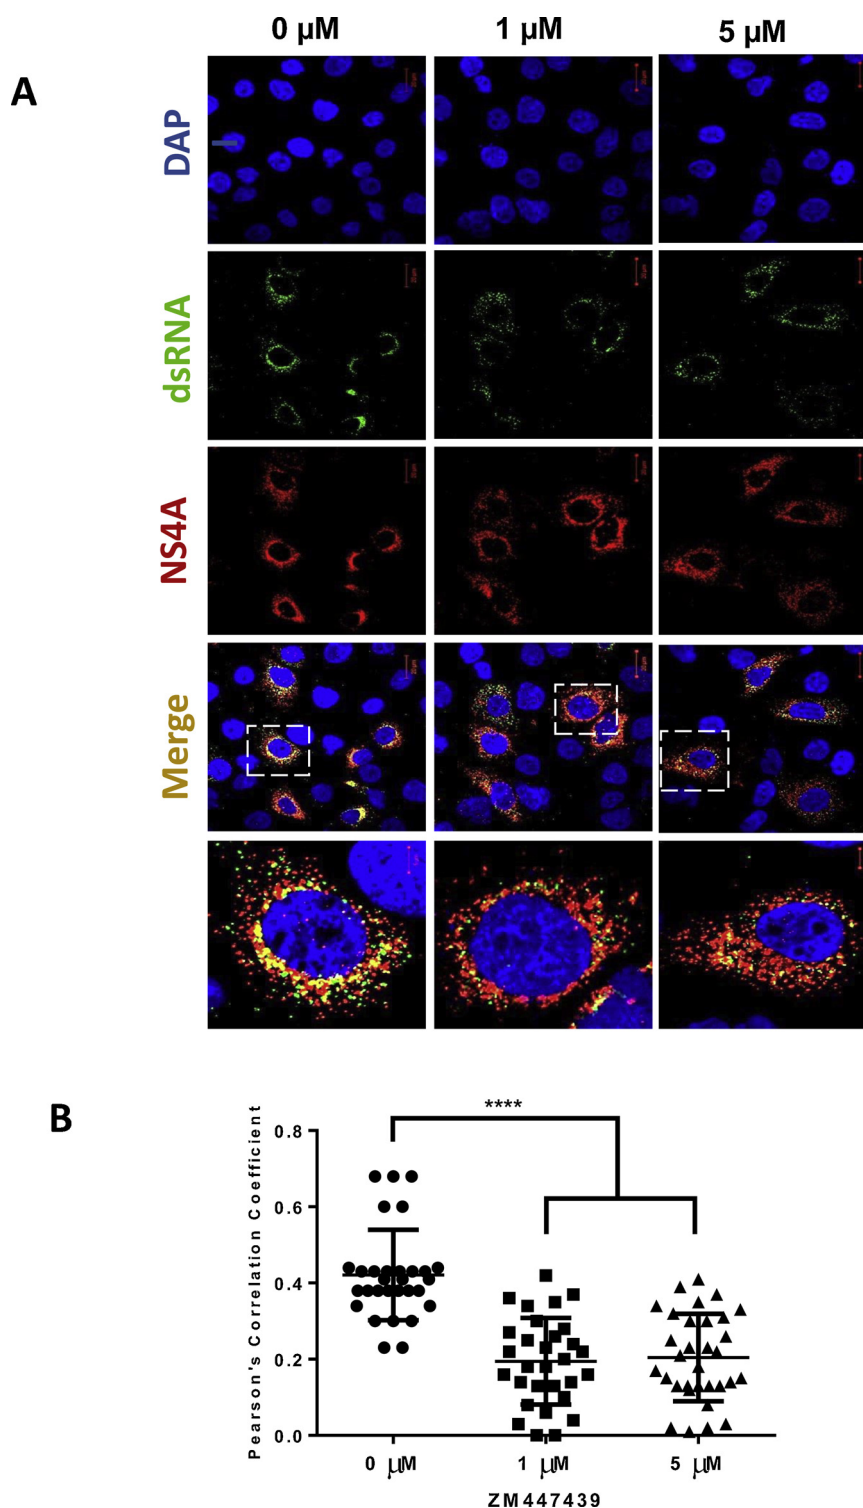 0 μM 1 μM 5 μM
A
DAP
dsRNA
NS4A
Merge
B
****
Pearson's Correlation Coefficient
0.8
0.6
0.4
0.2
0.0
0 μM 1 μM 5 μM
ZM447439